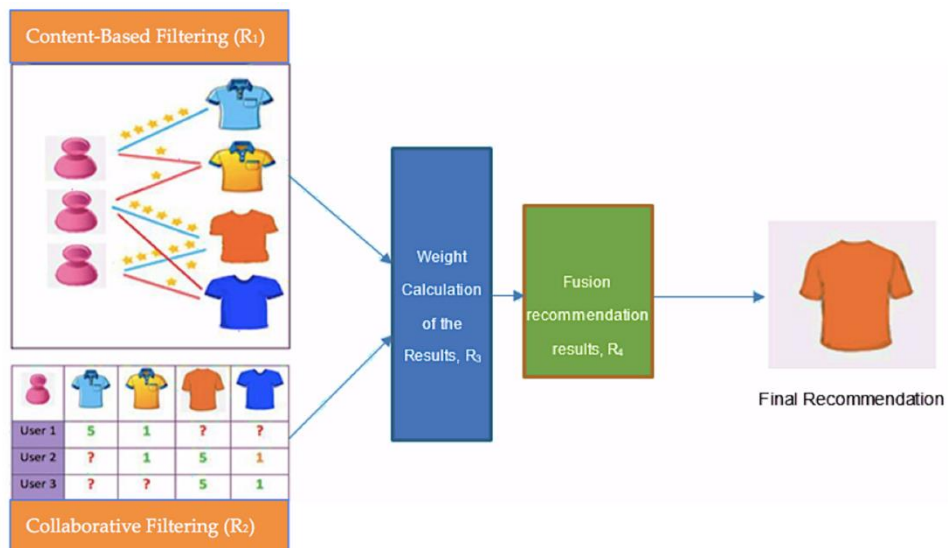 Content-Based Filtering (R₁)
Weight
Calculation
of the
Results, R₃
Fusion
recommendation
results, R₄
Final Recommendation
User 1 5 1 ? ?
User 2 ? 1 5 1
User 3 ? ? 5 1
Collaborative Filtering (R₂)